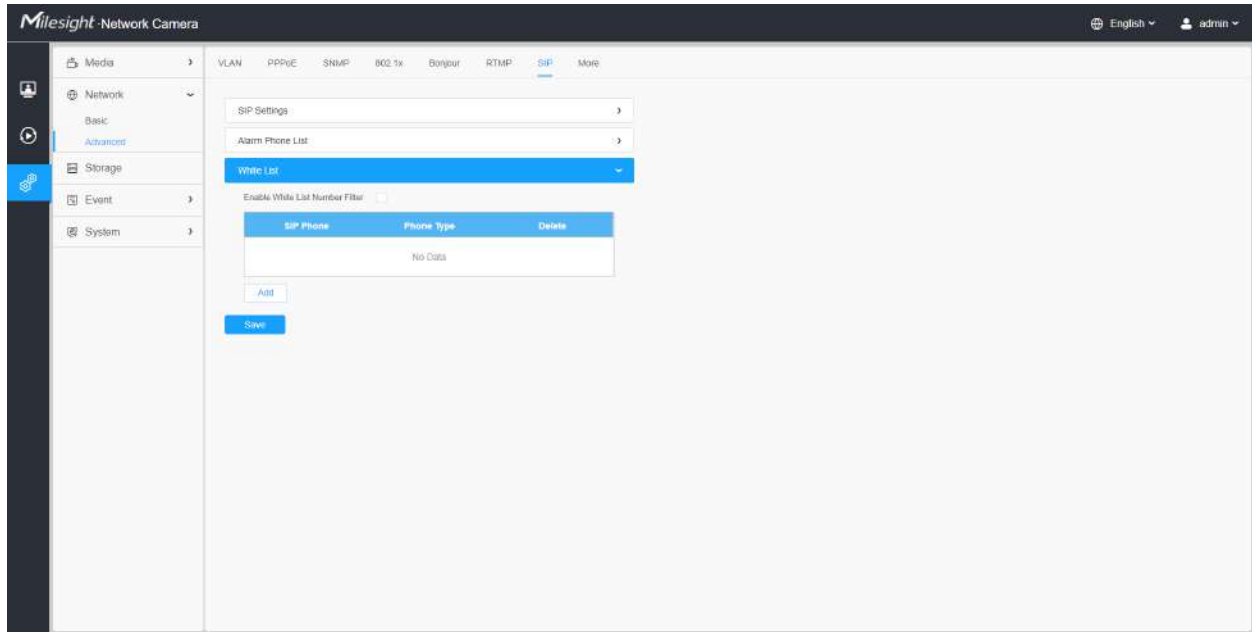 Milesight · Network Camera
English
admin
Media
Network
Basic
Advanced
Storage
Event
System
VLAN PPPoE SNMP 802.1x Bonjour RTMP SIP More
SIP Settings
Alarm Phone List
White List
Enable White List Number Filter
SIP Phone Phone Type Delete
No Data
Add
Save